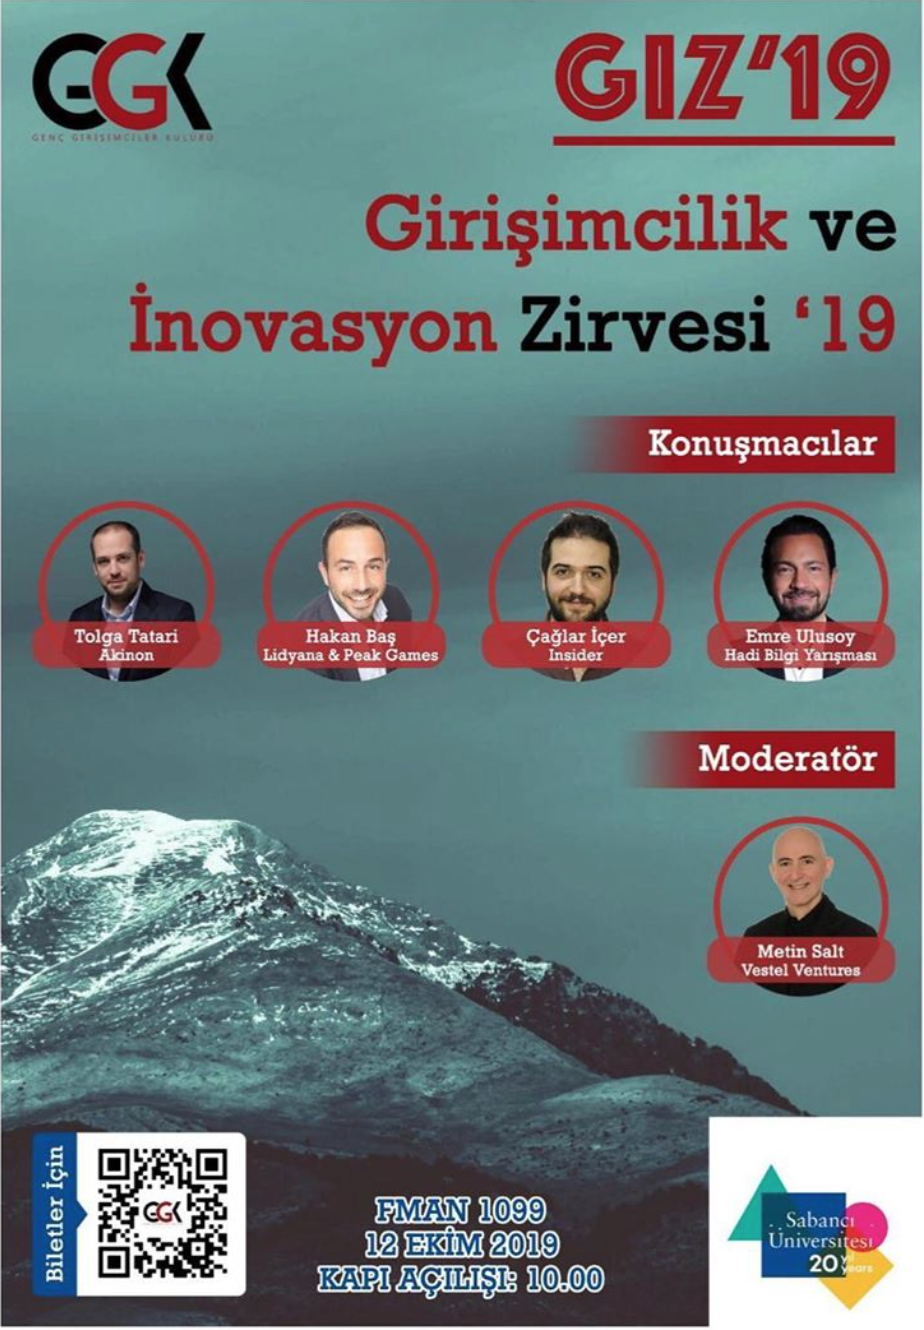 GGK
GENÇ GİRİŞİMCİLER KULÜBÜ
GIZ'19
Girişimcilik ve
İnovasyon Zirvesi ‘19
Konuşmacılar
Tolga Tatari
Akinon
Hakan Baş
Lidyana & Peak Games
Çağlar İçer
Insider
Emre Ulusoy
Hadi Bilgi Yarışması
Moderatör
Metin Salt
Vestel Ventures
Biletler İçin
GGK
FMAN 1099
12 EKİM 2019
KAPI AÇILIŞI: 10.00
Sabancı
Üniversitesi
20 yıl
years